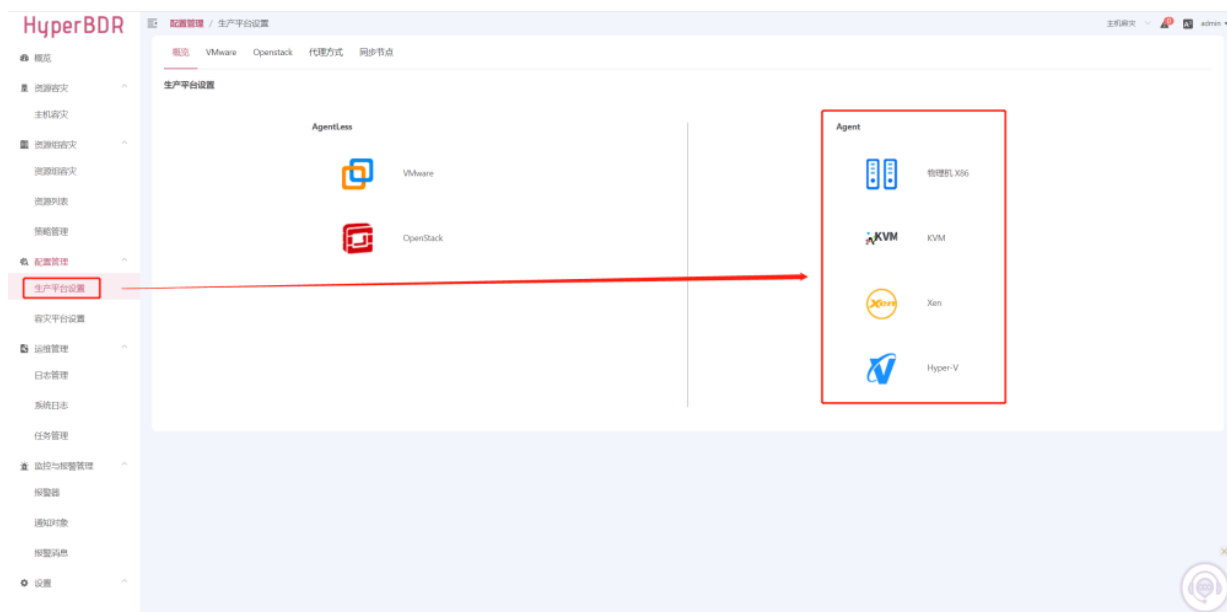 HyperBDR
配置管理 / 生产平台设置
主机容灾
admin
概览
VMware
Openstack
代理方式
同步节点
生产平台设置
概览
资源容灾
主机容灾
资源组容灾
资源组容灾
资源列表
策略管理
配置管理
生产平台设置
容灾平台设置
运维管理
日志管理
系统日志
任务管理
监控与报警管理
报警器
通知对象
报警消息
设置
AgentLess
VMware
OpenStack
Agent
物理机 X86
KVM
KVM
Xen
Xen
Hyper-V